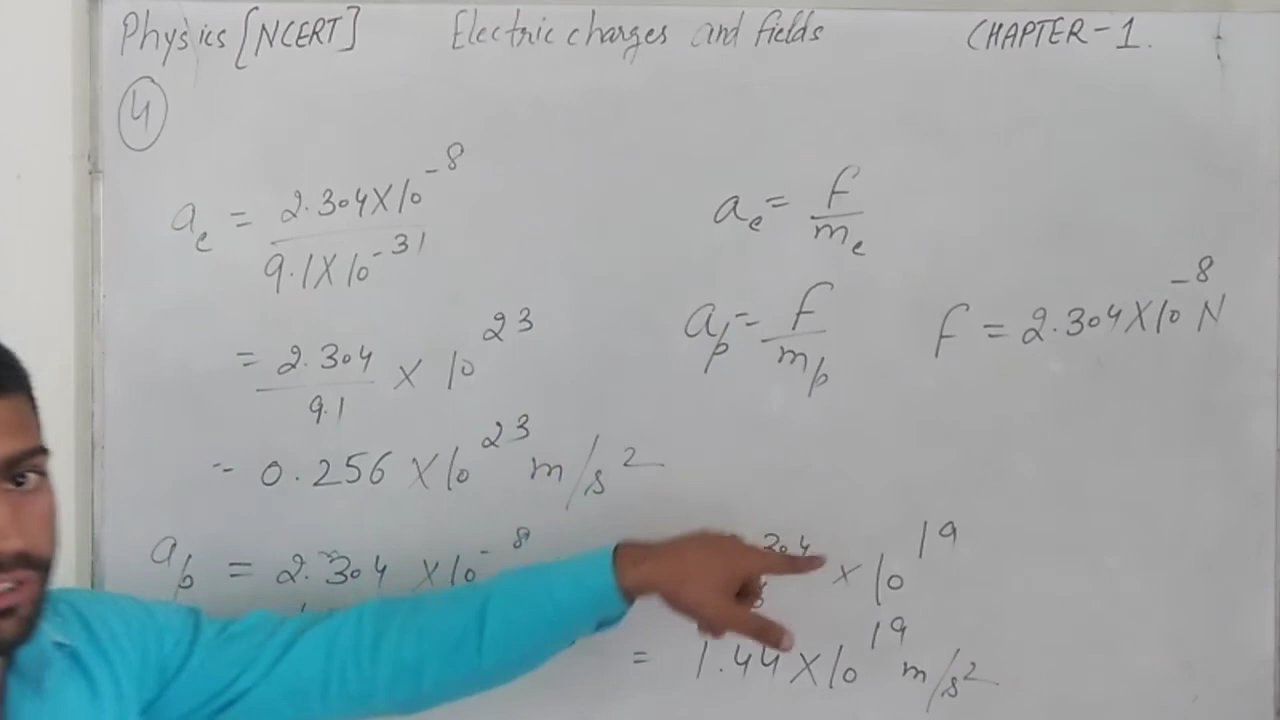 Physics [NCERT] Electric charges and fields CHAPTER-1.
4
a_e = 2.304×10^-8 / 9.1×10^-31
= 2.304 / 9.1 × 10^23
0.256 ×10^23 m/s^2
a_p = 2.304 ×10^-8
a_e = F / m_e
a_p = F / m_p
F = 2.304×10^-8 N
304 × 10^19
= 1.44×10^19 m/s^2